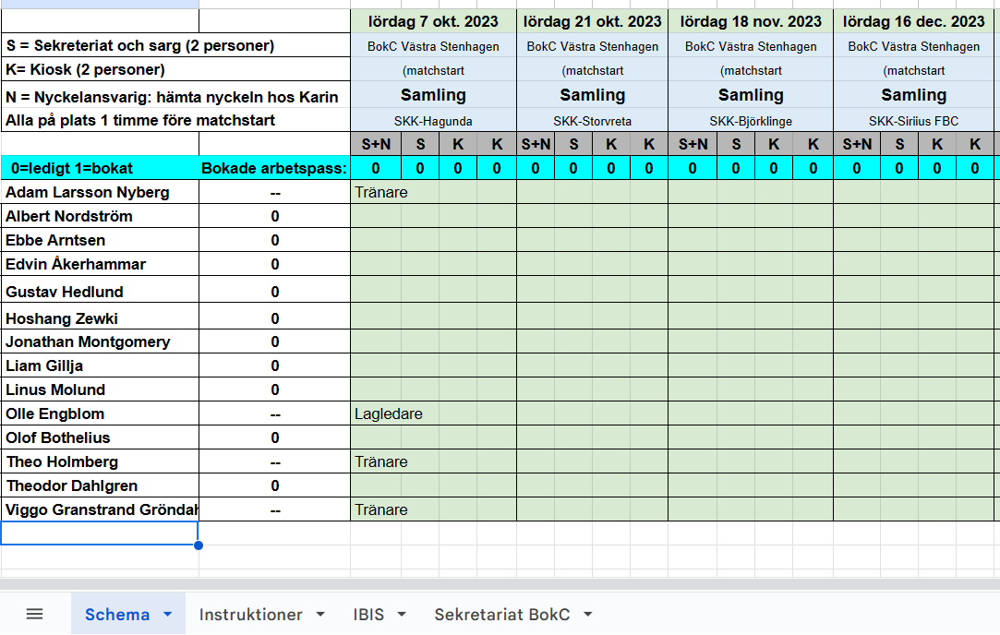 lördag 7 okt. 2023 lördag 21 okt. 2023 lördag 18 nov. 2023 lördag 16 dec. 2023
S = Sekreteriat och sarg (2 personer) BokC Västra Stenhagen BokC Västra Stenhagen BokC Västra Stenhagen BokC Västra Stenhagen
K= Kiosk (2 personer) (matchstart (matchstart (matchstart (matchstart
N = Nyckelansvarig: hämta nyckeln hos Karin Samling Samling Samling Samling
Alla på plats 1 timme före matchstart SKK-Hagunda SKK-Storvreta SKK-Björklinge SKK-Siriius FBC
S+N S K K S+N S K K S+N S K K S+N S K K
0=ledigt 1=bokat Bokade arbetspass: 0 0 0 0 0 0 0 0 0 0 0 0 0 0 0 0
Adam Larsson Nyberg -- Tränare
Albert Nordström 0
Ebbe Arntsen 0
Edvin Åkerhammar 0
Gustav Hedlund 0
Hoshang Zewki 0
Jonathan Montgomery 0
Liam Gillja 0
Linus Molund 0
Olle Engblom -- Lagledare
Olof Bothelius 0
Theo Holmberg -- Tränare
Theodor Dahlgren 0
Viggo Granstrand -- Tränare
Schema Instruktioner IBIS Sekretariat BokC